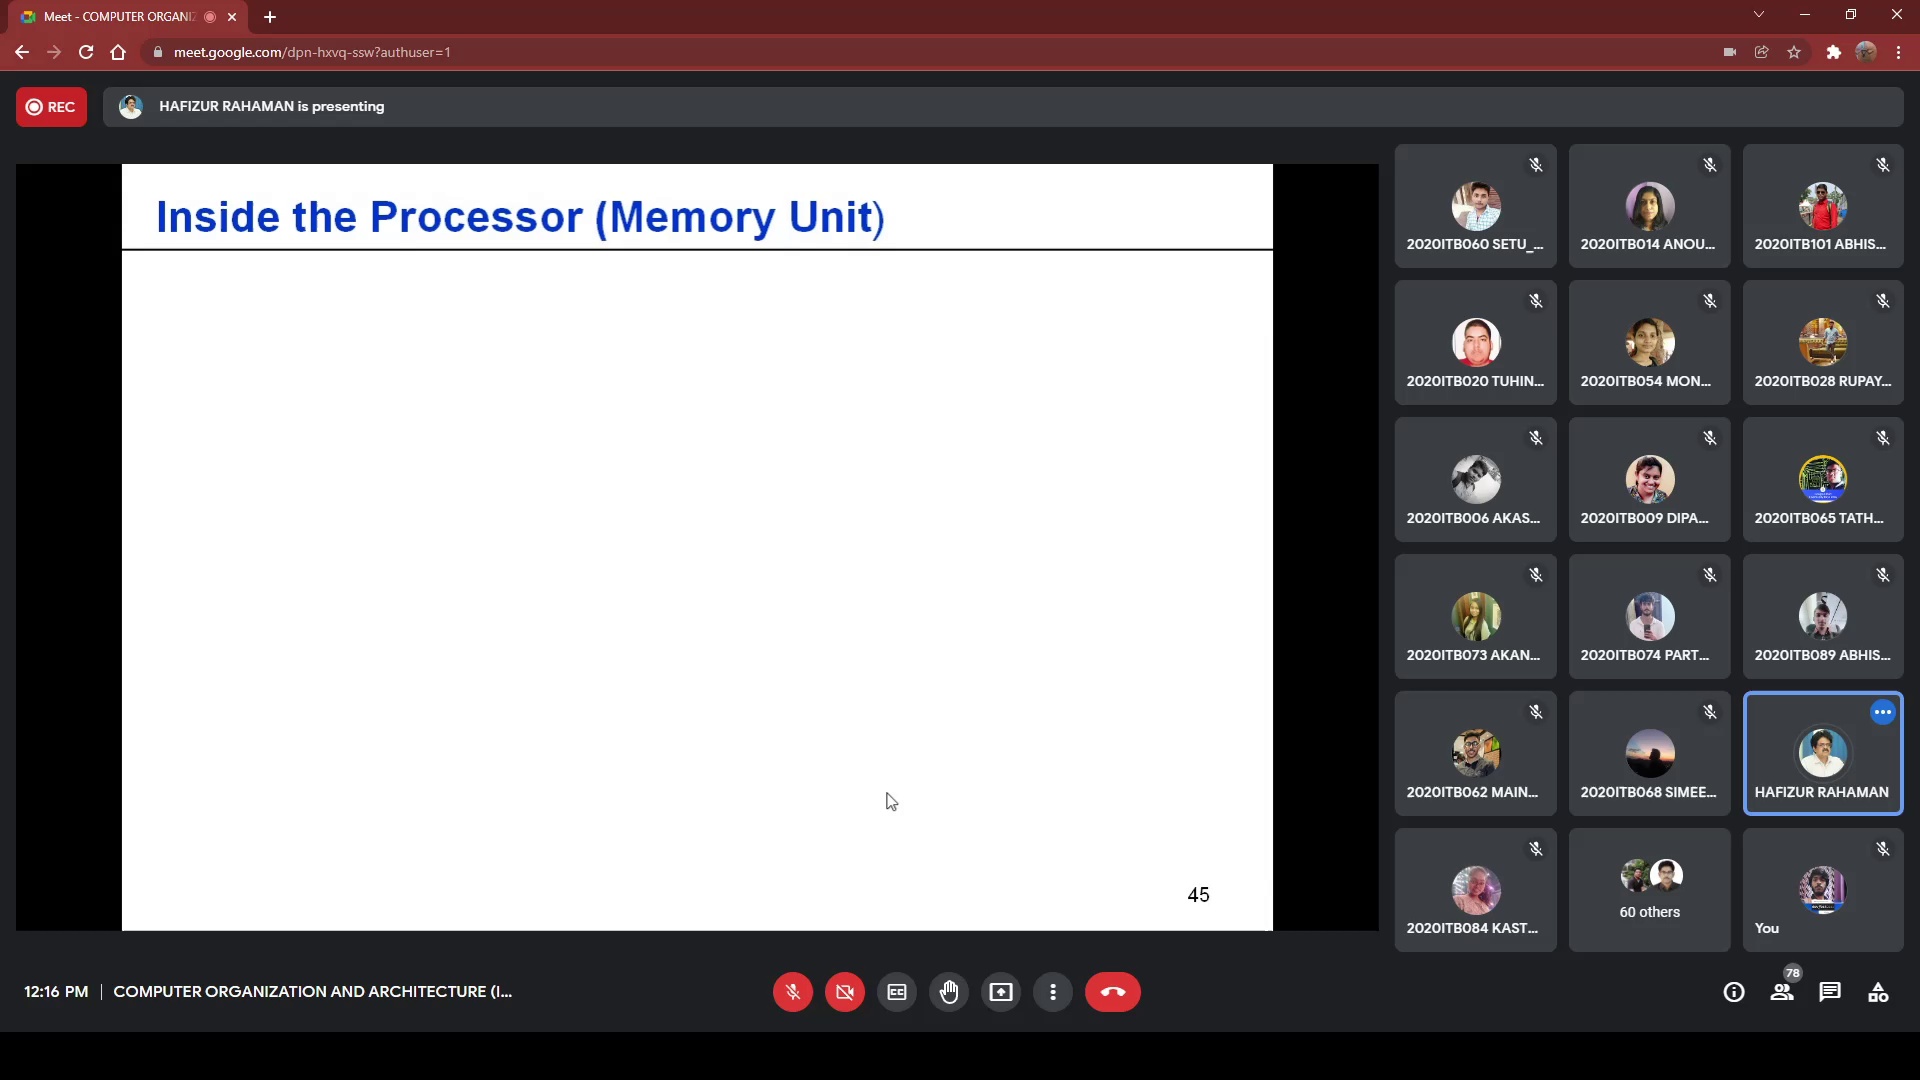 Meet - COMPUTER ORGANIZ
meet.google.com/dpn-hxvq-ssw?authuser=1
REC
HAFIZUR RAHAMAN is presenting
Inside the Processor (Memory Unit)
45
2020ITB060 SETU_...
2020ITB014 ANOU...
2020ITB101 ABHIS...
2020ITB020 TUHIN...
2020ITB054 MON...
2020ITB028 RUPAY...
2020ITB006 AKAS...
2020ITB009 DIPA...
2020ITB065 TATH...
2020ITB073 AKAN...
2020ITB074 PART...
2020ITB089 ABHIS...
2020ITB062 MAIN...
2020ITB068 SIMEE...
HAFIZUR RAHAMAN
2020ITB084 KAST...
60 others
You
12:16 PM | COMPUTER ORGANIZATION AND ARCHITECTURE (I...
78